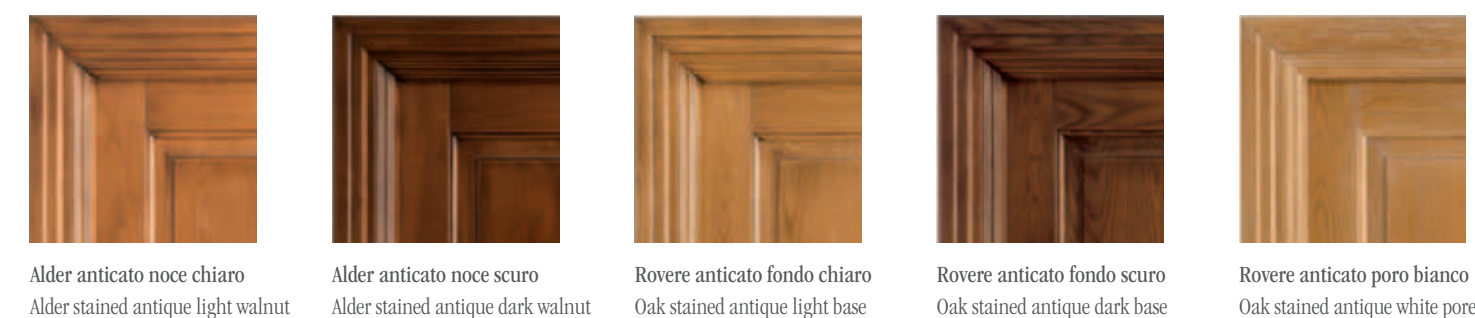 Alder anticato noce chiaro
Alder stained antique light walnut
Alder anticato noce scuro
Alder stained antique dark walnut
Rovere anticato fondo chiaro
Oak stained antique light base
Rovere anticato fondo scuro
Oak stained antique dark base
Rovere anticato poro bianco
Oak stained antique white pore